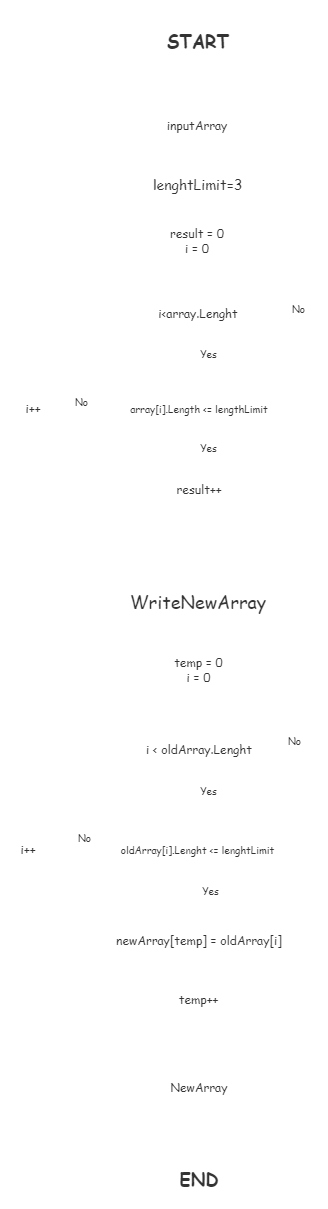 START
inputArray
lenghtLimit=3
result = 0
i = 0
i<array.Lenght
No
Yes
i++
No
array[i].Length <= lengthLimit
Yes
result++
WriteNewArray
temp = 0
i = 0
i < oldArray.Lenght
No
Yes
i++
No
oldArray[i].Lenght <= lenghtLimit
Yes
newArray[temp] = oldArray[i]
temp++
NewArray
END